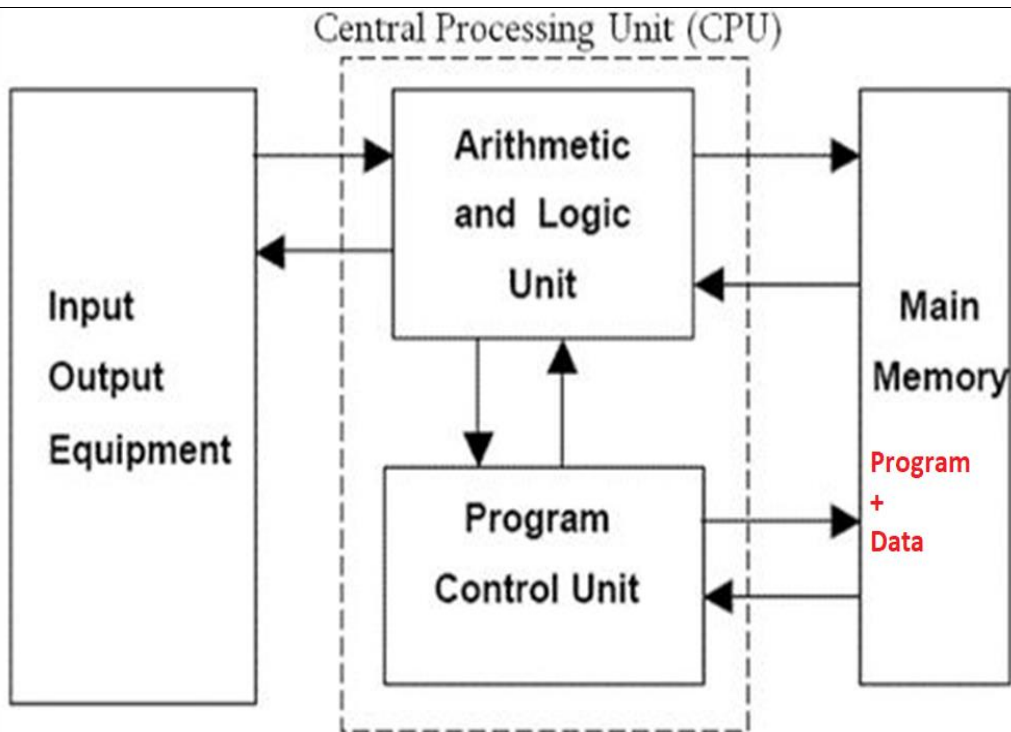 Central Processing Unit (CPU)
Input
Output
Equipment
Arithmetic
and Logic
Unit
Program
Control Unit
Main
Memory
Program
+
Data